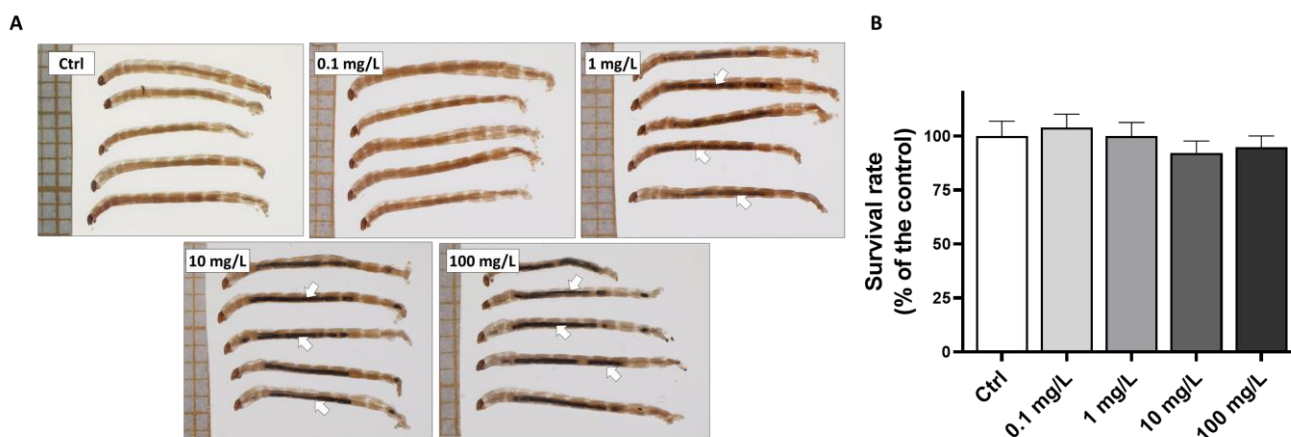 A
Ctrl
0.1 mg/L
1 mg/L
10 mg/L
100 mg/L
B
Survival rate
(% of the control)
100
75
50
25
0
Ctrl
0.1 mg/L
1 mg/L
10 mg/L
100 mg/L